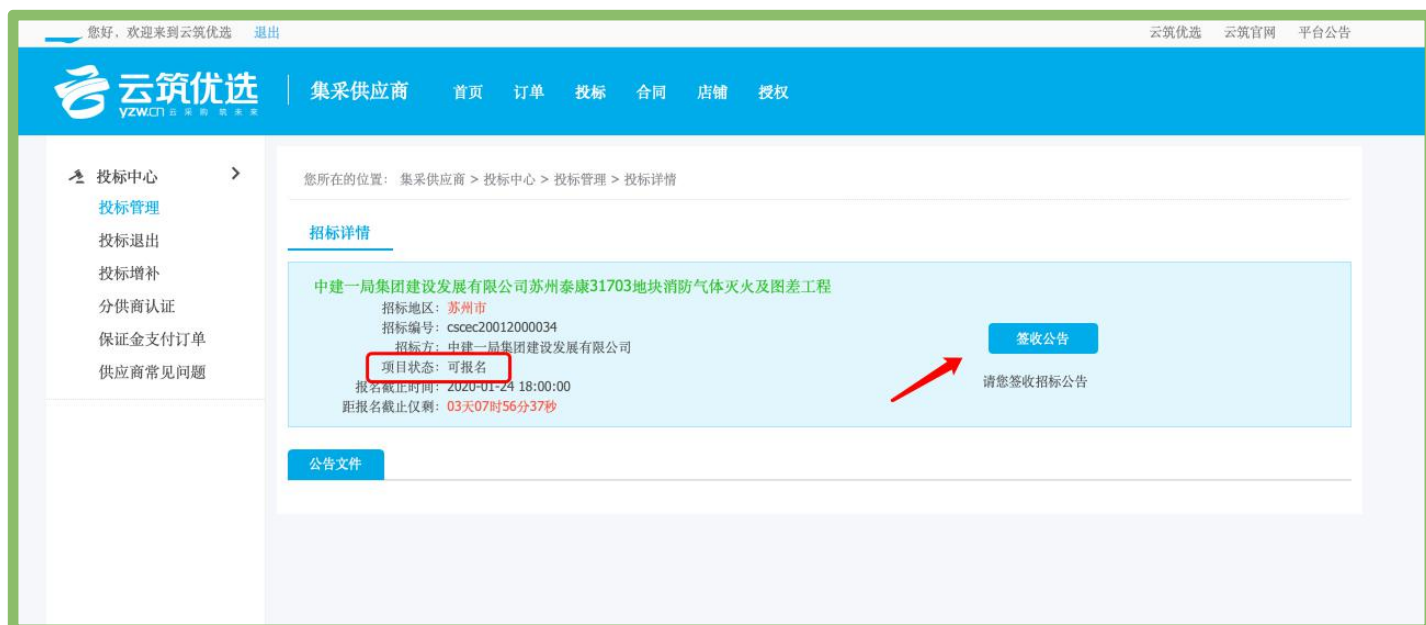 您好，欢迎来到云筑优选 退出 云筑优选 云筑官网 平台公告
云筑优选
yzw.cn 云采购 筑未来
集采供应商 首页 订单 投标 合同 店铺 授权
投标中心
投标管理
投标退出
投标增补
分供商认证
保证金支付订单
供应商常见问题
您所在的位置： 集采供应商 > 投标中心 > 投标管理 > 投标详情
招标详情
中建一局集团建设发展有限公司苏州泰康31703地块消防气体灭火及图差工程
招标地区：苏州市
招标编号：cscec20012000034
招标方：中建一局集团建设发展有限公司
项目状态：可报名
报名截止时间：2020-01-24 18:00:00
距报名截止仅剩：03天07时56分37秒
签收公告
请您签收招标公告
公告文件